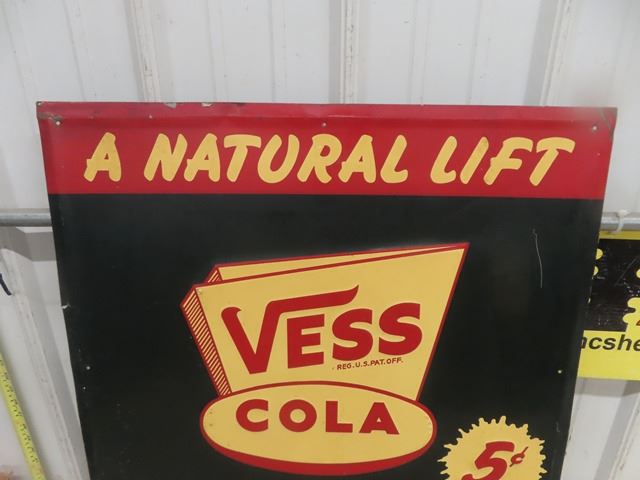 A NATURAL LIFT
VESS
REG.U.S.PAT.OFF.
COLA
5¢